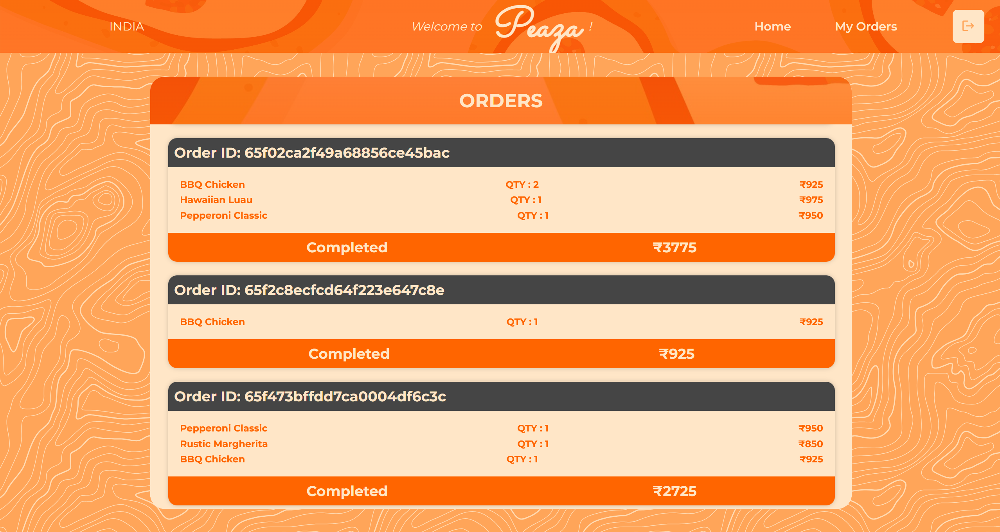 INDIA
Welcome to Peaza !
Home
My Orders
ORDERS
Order ID: 65f02ca2f49a68856ce45bac
BBQ Chicken QTY : 2 ₹925
Hawaiian Luau QTY : 1 ₹975
Pepperoni Classic QTY : 1 ₹950
Completed ₹3775
Order ID: 65f2c8ecfcd64f223e647c8e
BBQ Chicken QTY : 1 ₹925
Completed ₹925
Order ID: 65f473bffdd7ca0004df6c3c
Pepperoni Classic QTY : 1 ₹950
Rustic Margherita QTY : 1 ₹850
BBQ Chicken QTY : 1 ₹925
Completed ₹2725